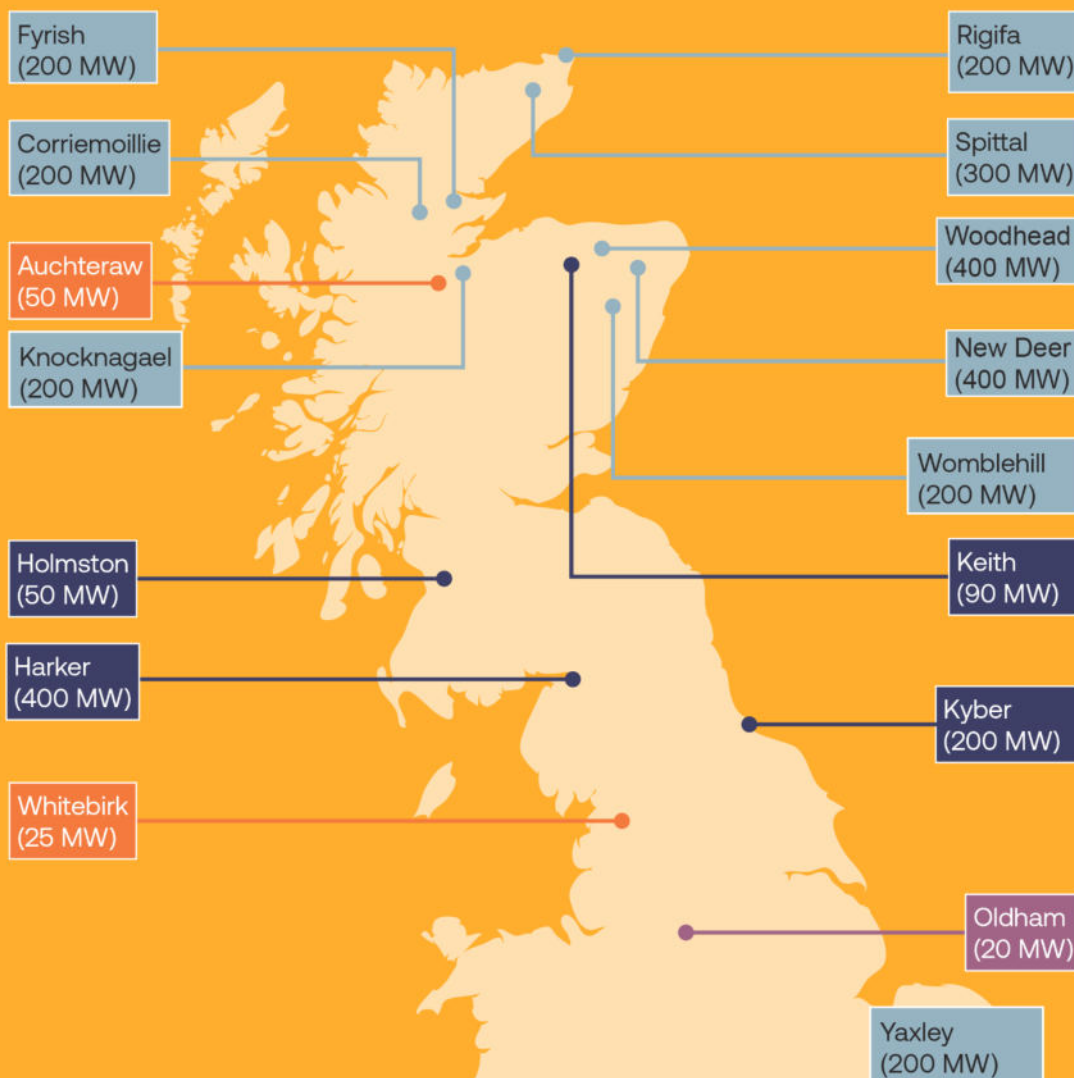 Fyrish
(200 MW)
Rigifa
(200 MW)
Corriemoillie
(200 MW)
Spittal
(300 MW)
Auchteraw
(50 MW)
Woodhead
(400 MW)
Knocknagael
(200 MW)
New Deer
(400 MW)
Womblehill
(200 MW)
Holmston
(50 MW)
Keith
(90 MW)
Harker
(400 MW)
Kyber
(200 MW)
Whitebirk
(25 MW)
Oldham
(20 MW)
Yaxley
(200 MW)